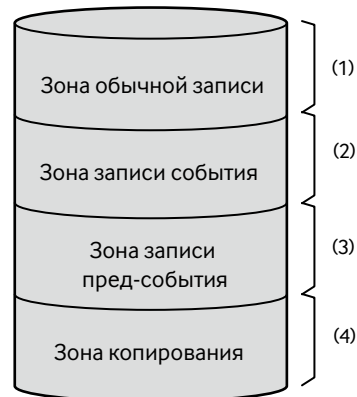 Зона обычной записи
(1)
Зона записи события
(2)
Зона записи
пред-события
(3)
Зона копирования
(4)